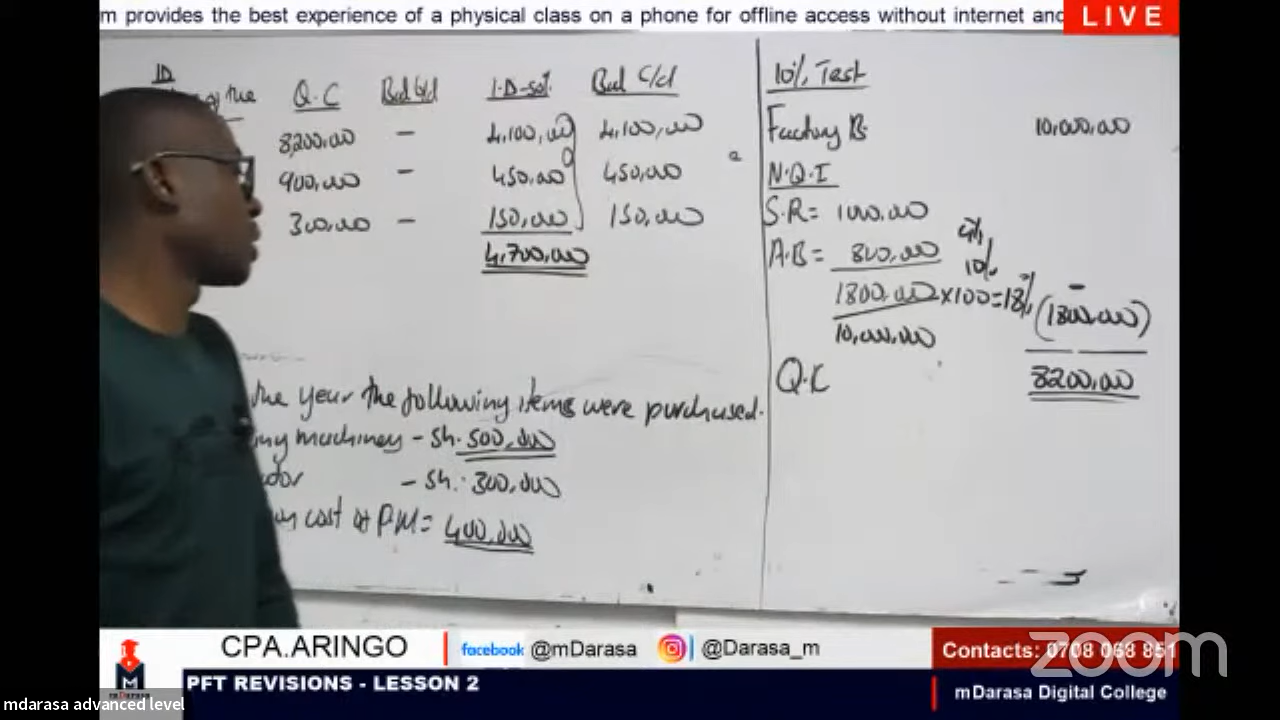 m provides the best experience of a physical class on a phone for offline access without internet and
LIVE
ID
the Q.C Bal b/d I.D-50% Bal c/d
8,200,000 - 4,100,000 4,100,000
900,000 - 450,000 450,000
300,000 - 150,000 150,000
4,700,000
10% Test
Factory B. 10,000,000
N.Q.I
S.R = 1000,000
A.B = 800,000
10%
1800,000 x100 = 18% (1800,000)
10,000,000
Q.C 8200,000
the year the following items were purchased.
machinery - Sh. 500,000
- Sh. 300,000
cost of P.M = 400,000
CPA.ARINGO
facebook @mDarasa
@Darasa_m
Contacts: 0708 068 851
zoom
PFT REVISIONS - LESSON 2
mDarasa Digital College
mdarasa advanced level